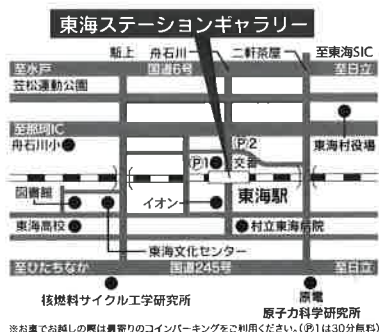 東海ステーションギャラリー
駈上 舟石川 二軒茶屋 至東海SIC
至水戸 国道6号 至日立
笠松運動公園
至那珂IC
舟石川小 P2 東海村役場
P1 交番
図書館 イオン 東海駅
東海高校 村立東海病院
東海文化センター
至ひたちなか 国道245号 至日立
核燃料サイクル工学研究所 原電
原子力科学研究所
※お車でお越しの際は最寄りのコインパーキングをご利用ください。(P1は30分無料)